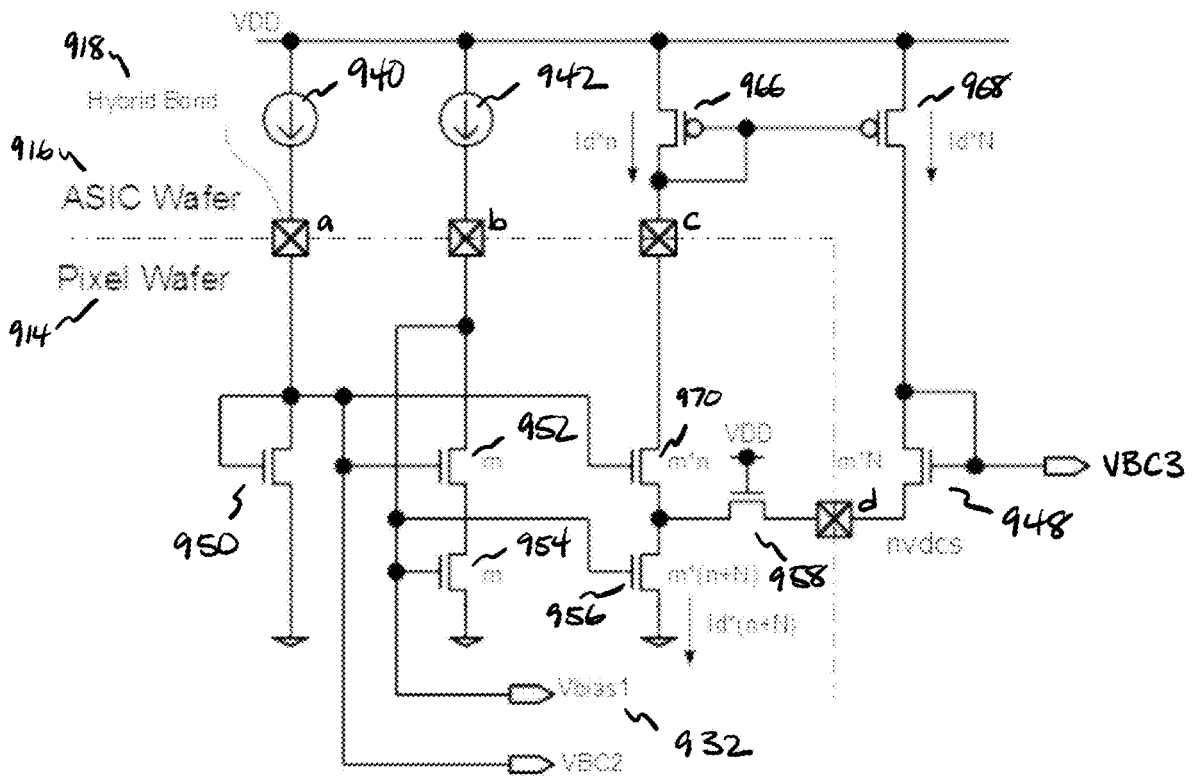 VDD
918
940
942
966
968
Hybrid Bond
Id*n
Id*N
916
ASIC Wafer
a
b
c
Pixel Wafer
914
970
952
VDD
m
m*n
m*N
VBC3
d
948
950
954
nvdcs
m
956
m*(n+N)
958
Id*(n+N)
Vbias1
932
VBC2